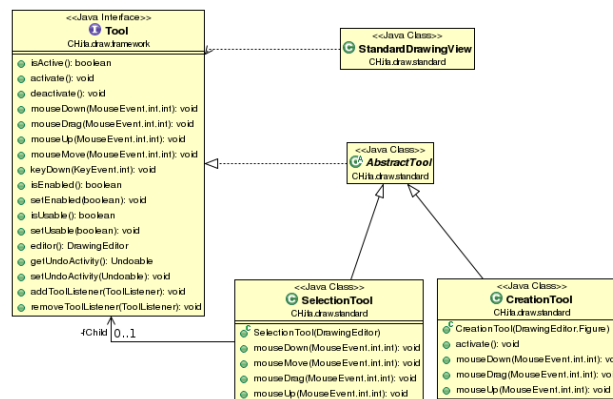 <<Java Interface>>
Tool
CH.ifa.draw.framework
isActive(): boolean
activate(): void
deactivate(): void
mouseDown(MouseEvent.int.int): void
mouseDrag(MouseEvent.int.int): void
mouseUp(MouseEvent.int.int): void
mouseMove(MouseEvent.int.int): void
keyDown(KeyEvent.int): void
isEnabled(): boolean
setEnabled(boolean): void
isUsable(): boolean
setUsable(boolean): void
editor(): DrawingEditor
getUndoActivity(): Undoable
setUndoActivity(Undoable): void
addToolListener(ToolListener): void
removeToolListener(ToolListener): void
<<Java Class>>
StandardDrawingView
CH.ifa.draw.standard
<<Java Class>>
AbstractTool
CH.ifa.draw.standard
-fChild 0..1
<<Java Class>>
SelectionTool
CH.ifa.draw.standard
SelectionTool(DrawingEditor)
mouseDown(MouseEvent.int.int): void
mouseMove(MouseEvent.int.int): void
mouseDrag(MouseEvent.int.int): void
mouseUp(MouseEvent.int.int): void
<<Java Class>>
CreationTool
CH.ifa.draw.standard
CreationTool(DrawingEditor.Figure)
activate(): void
mouseDown(MouseEvent.int.int): vo
mouseDrag(MouseEvent.int.int): vo
mouseUp(MouseEvent.int.int): void